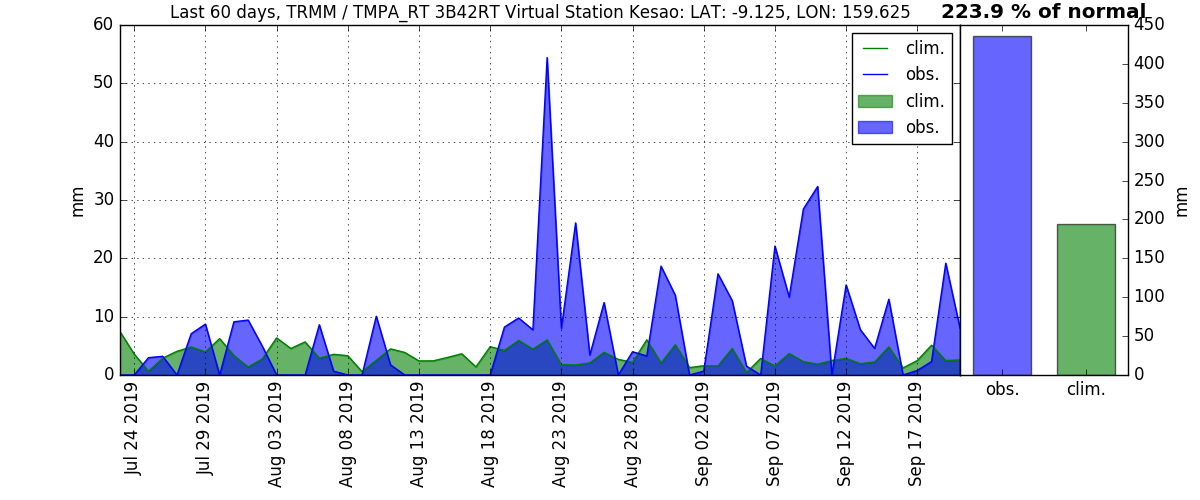 Last 60 days, TRMM / TMPA_RT 3B42RT Virtual Station Kesao: LAT: -9.125, LON: 159.625
223.9 % of normal
60
50
40
30
20
10
0
mm
clim.
obs.
clim.
obs.
450
400
350
300
250
200
150
100
50
0
mm
obs.
clim.
Jul 24 2019
Jul 29 2019
Aug 03 2019
Aug 08 2019
Aug 13 2019
Aug 18 2019
Aug 23 2019
Aug 28 2019
Sep 02 2019
Sep 07 2019
Sep 12 2019
Sep 17 2019